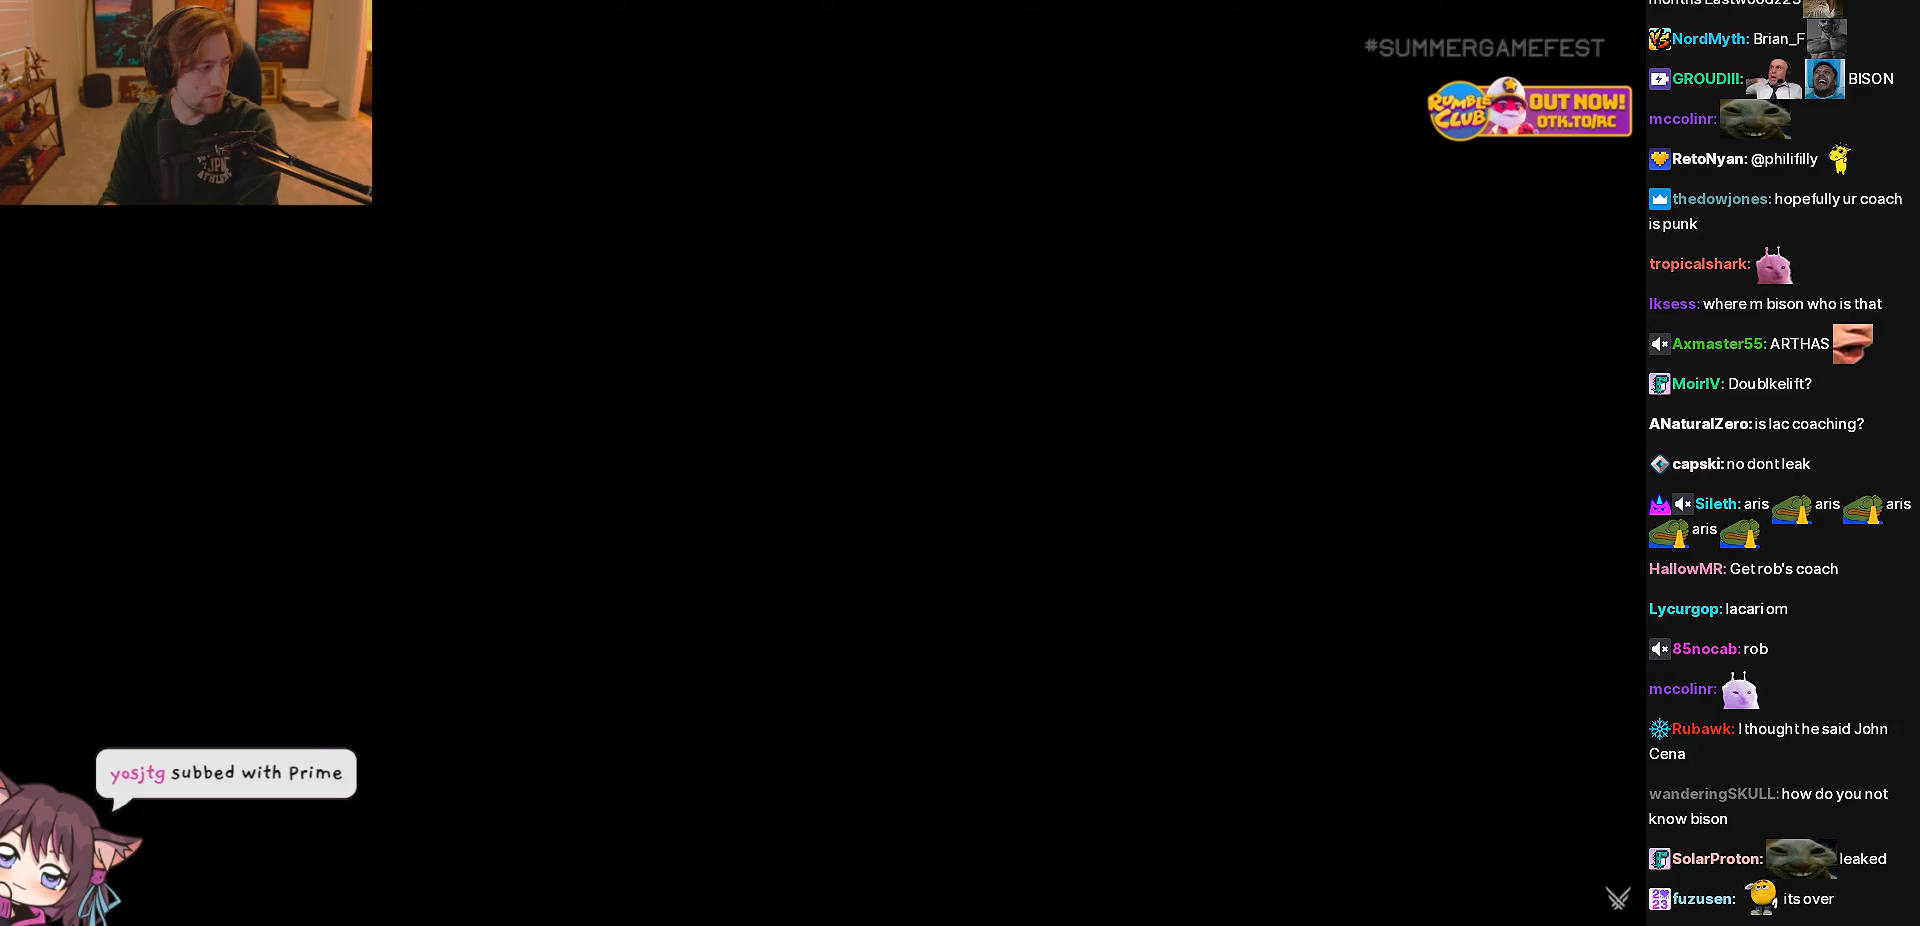 #SUMMERGAMEFEST
RUMBLE
CLUB
OUT NOW!
OTK.TO/RC
yosjtg subbed with Prime
months Eastwood223
NordMyth: Brian_F
GROUDIII: BISON
mccolinr:
RetoNyan: @philifilly
thedowjones: hopefully ur coach
is punk
tropicalshark:
Iksess: where m bison who is that
Axmaster55: ARTHAS
MoirIV: Doublkelift?
ANaturalZero: is lac coaching?
capski: no dont leak
Sileth: aris aris aris
aris
HallowMR: Get rob's coach
Lycurgop: lacari om
85nocab: rob
mccolinr:
Rubawk: I thought he said John
Cena
wanderingSKULL: how do you not
know bison
SolarProton: leaked
fuzusen: its over